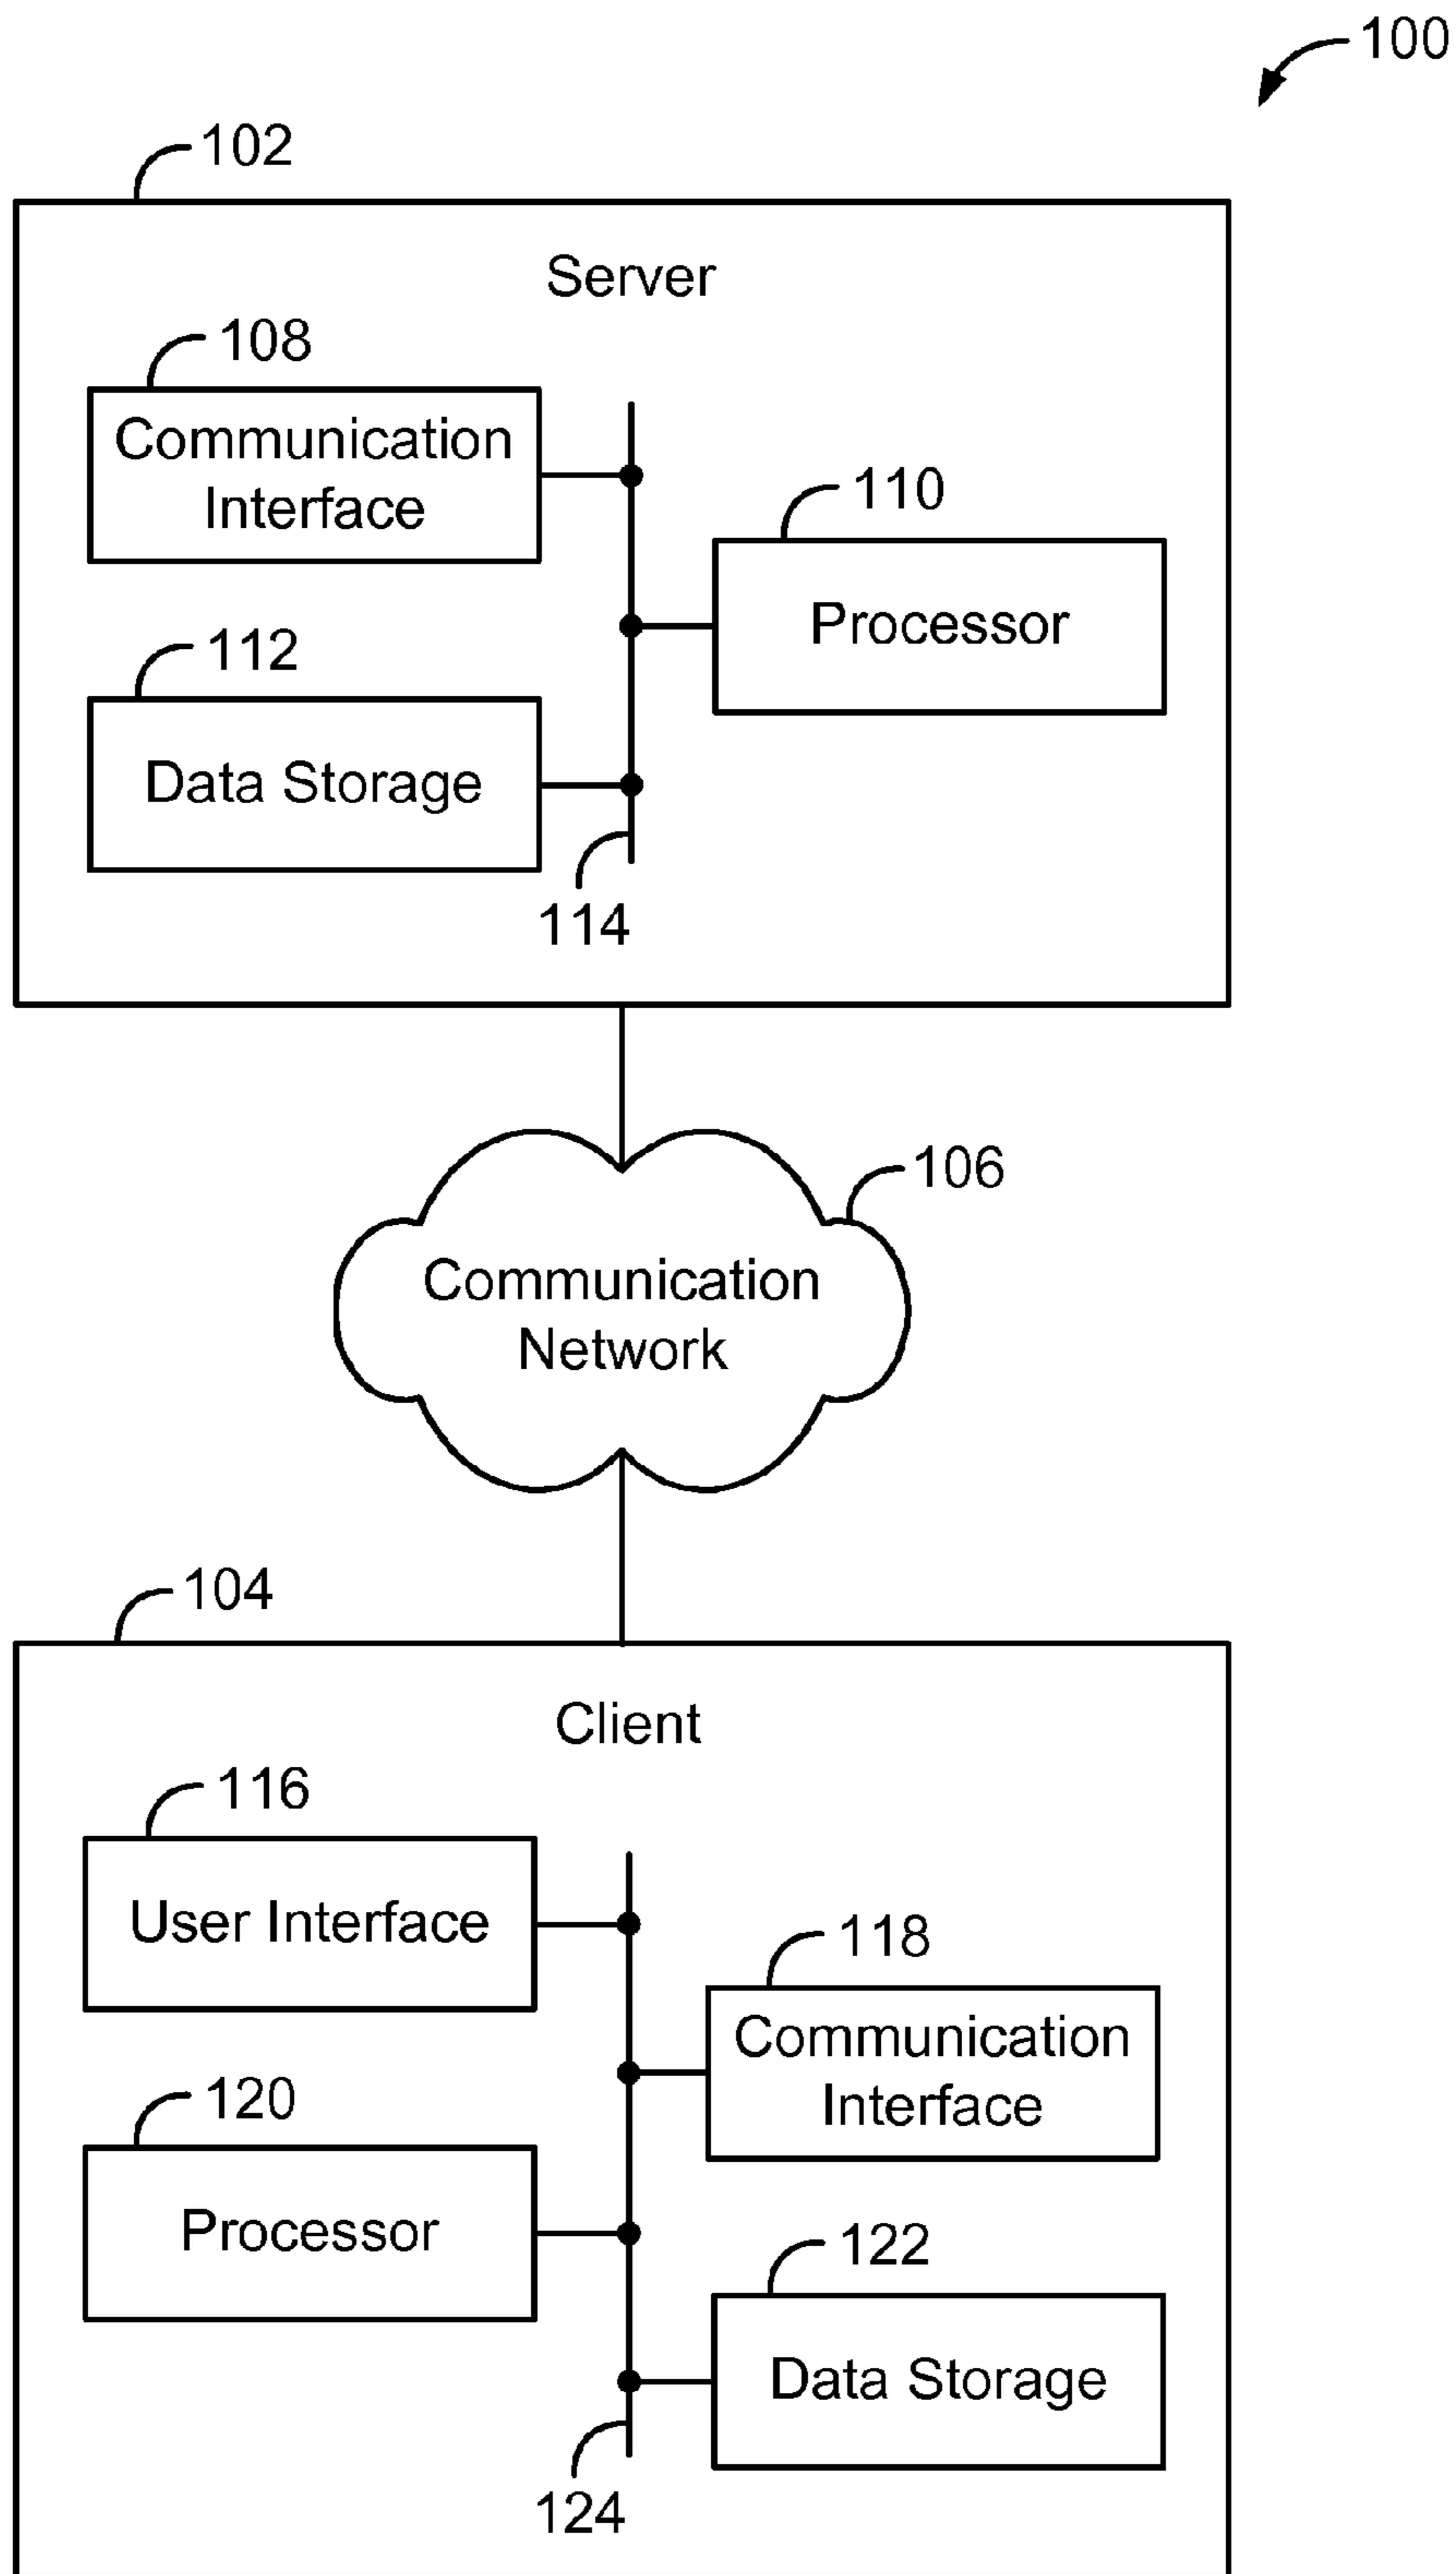 100
102
Server
108
Communication
Interface
110
Processor
112
Data Storage
114
106
Communication
Network
104
Client
116
User Interface
118
Communication
Interface
120
Processor
122
Data Storage
124